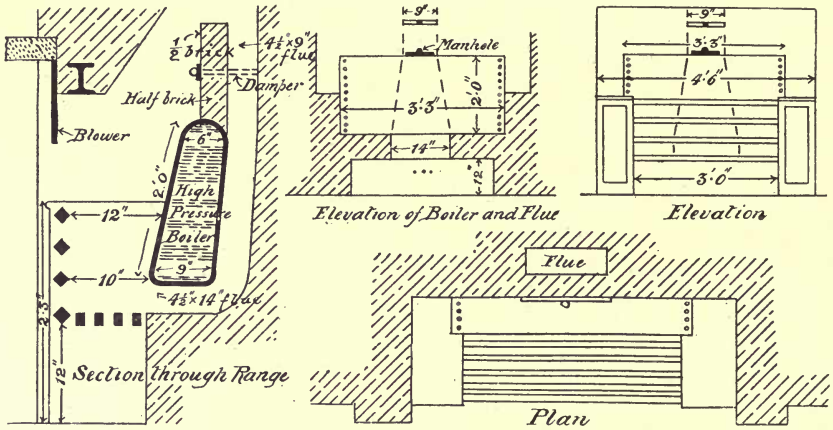 1/2 brick
4½"×9" flue
Damper
Half brick
Blower
2'0"
6"
High
Pressure
Boiler
12"
10"
9"
4½"×14" flue
2'3"
12"
Section through Range
9"
Manhole
3'3"
2'0"
14"
12"
Elevation of Boiler and Flue
9"
3'3"
4'6"
3'0"
Elevation
Flue
Plan